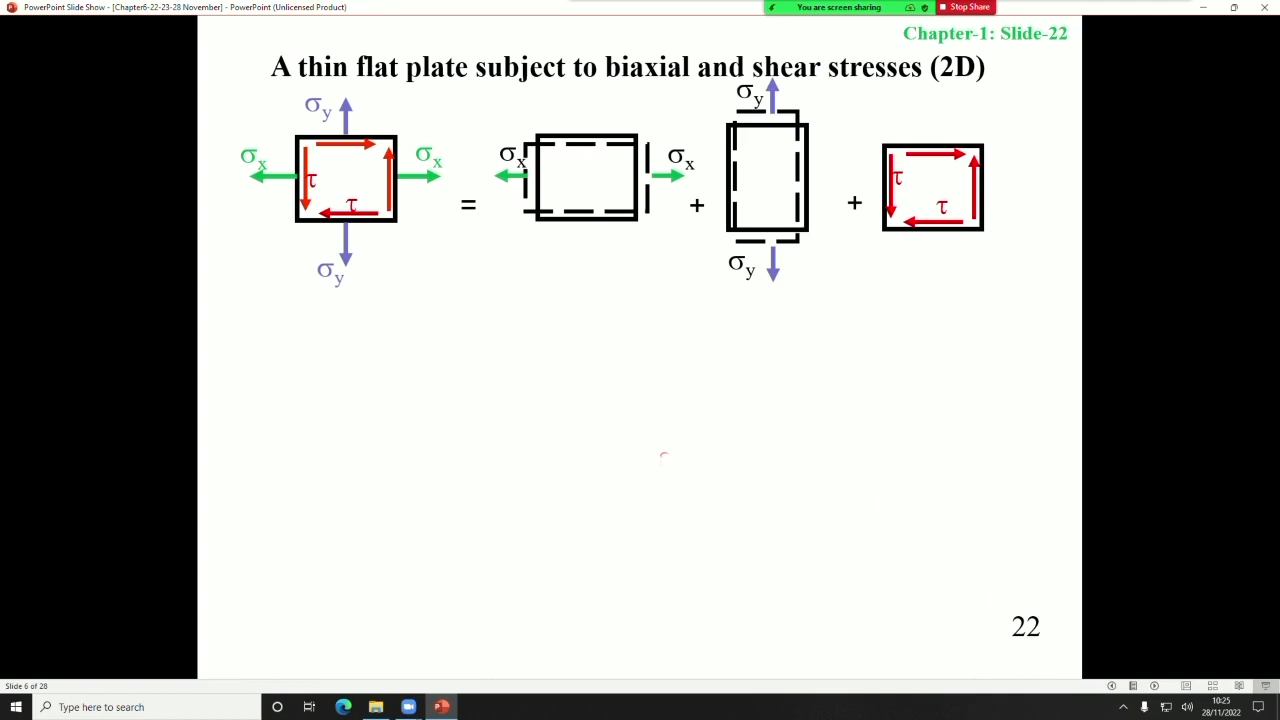 PowerPoint Slide Show - [Chapter6-22-23-28 November] - PowerPoint (Unlicensed Product)
You are screen sharing
Stop Share
Chapter-1: Slide-22
A thin flat plate subject to biaxial and shear stresses (2D)
σy
σy
σx
σx
σx
σx
τ
τ
τ
τ
=
+
+
σy
σy
22
Slide 6 of 28
Type here to search
10:25
28/11/2022